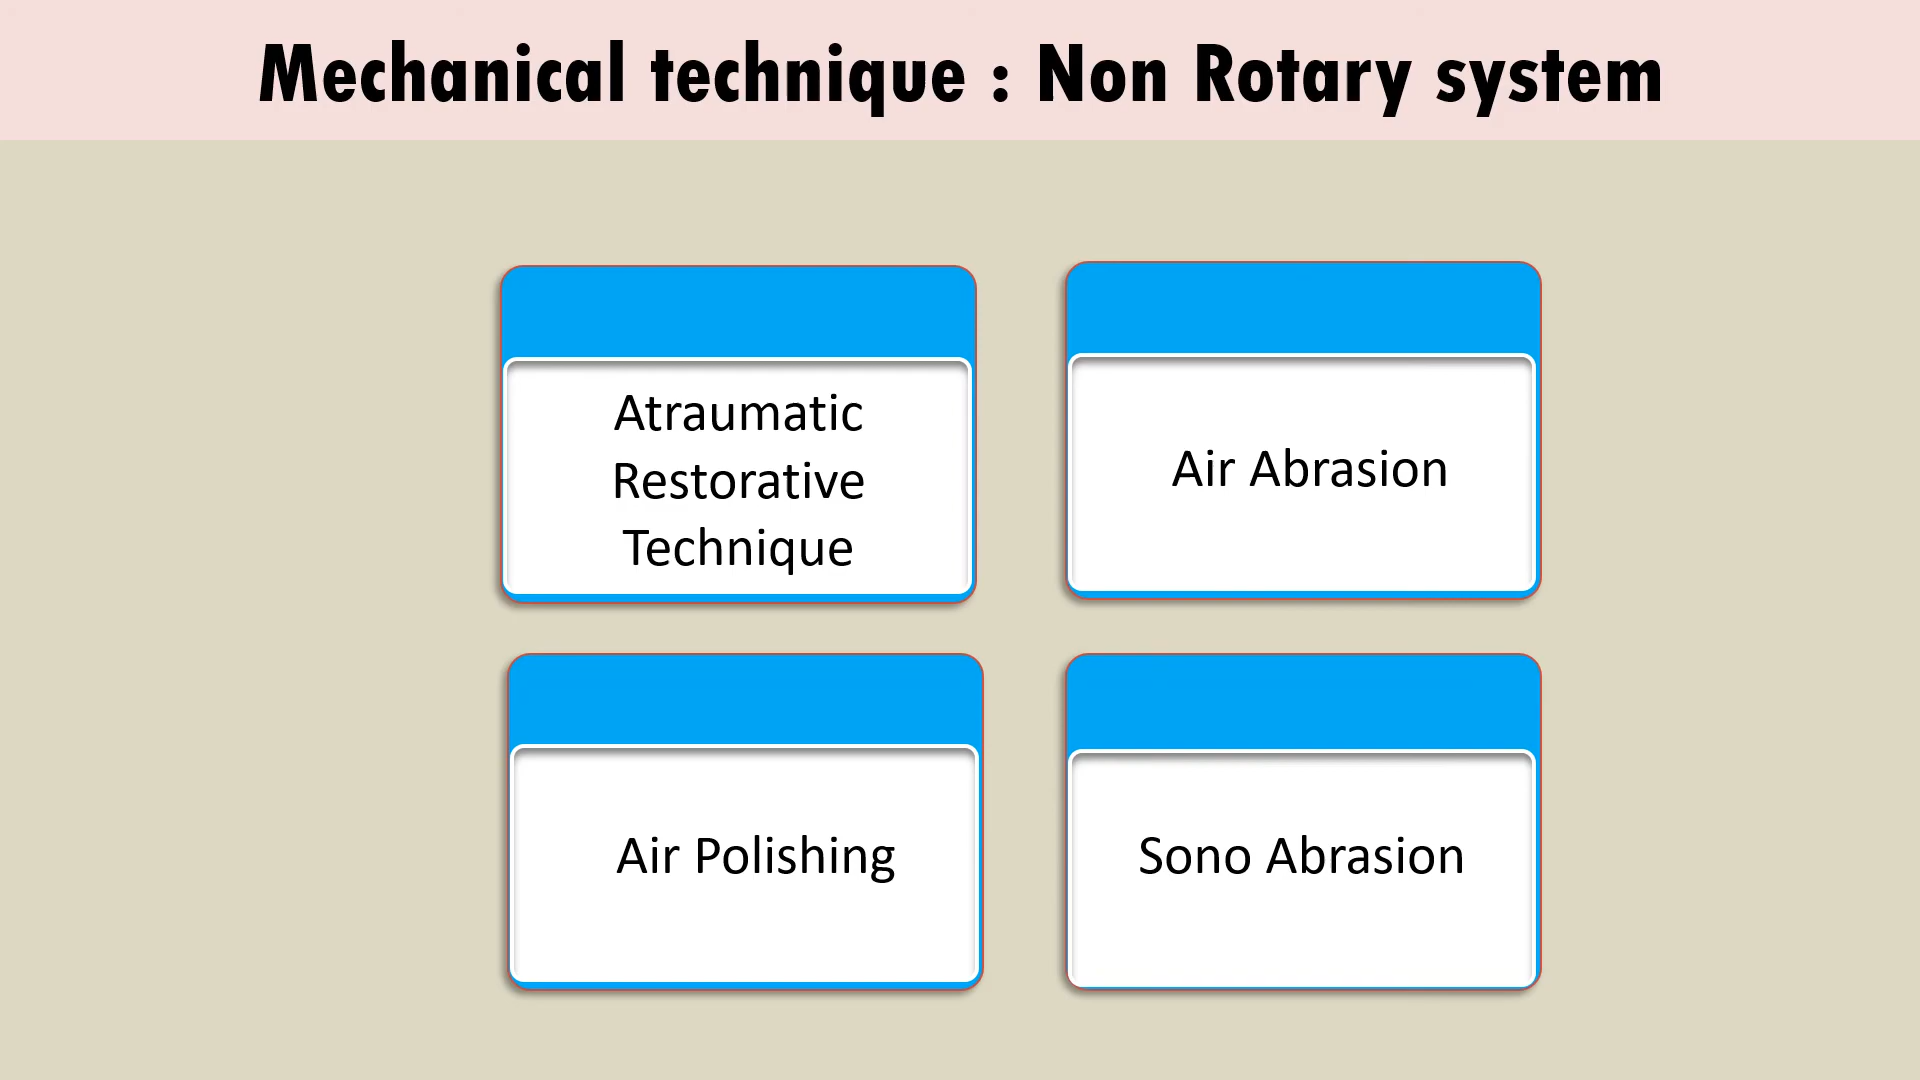 Mechanical technique : Non Rotary system
Atraumatic
Restorative
Technique
Air Abrasion
Air Polishing
Sono Abrasion